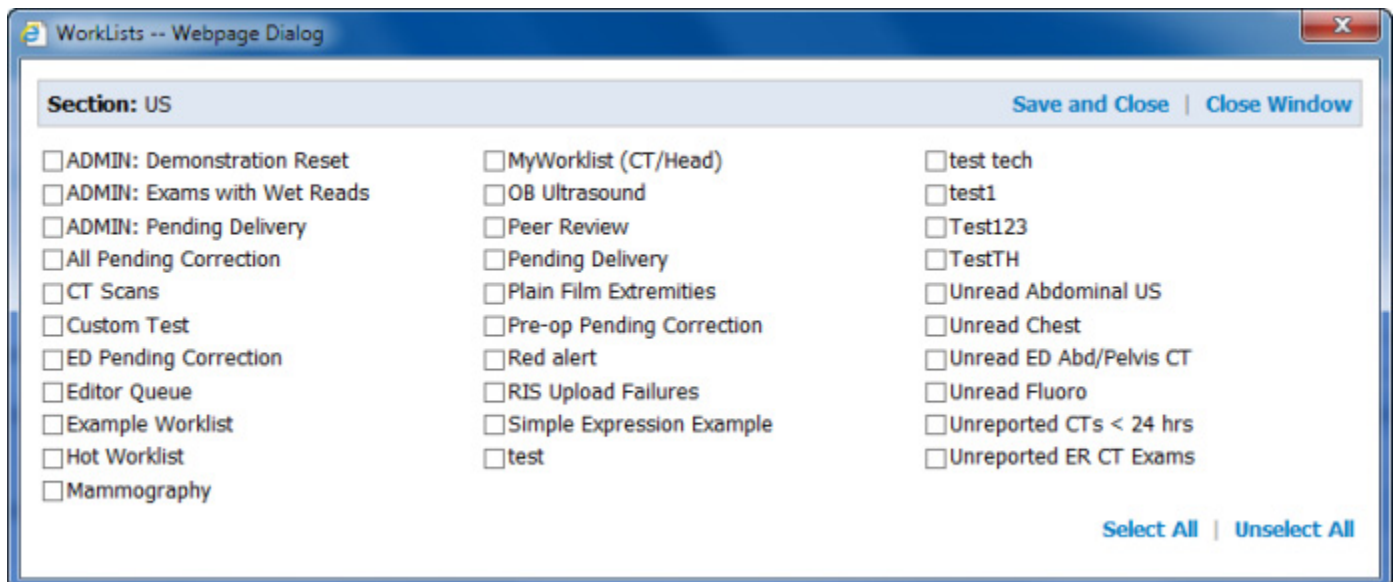 WorkLists -- Webpage Dialog
Section: US
Save and Close | Close Window
ADMIN: Demonstration Reset
ADMIN: Exams with Wet Reads
ADMIN: Pending Delivery
All Pending Correction
CT Scans
Custom Test
ED Pending Correction
Editor Queue
Example Worklist
Hot Worklist
Mammography
MyWorklist (CT/Head)
OB Ultrasound
Peer Review
Pending Delivery
Plain Film Extremities
Pre-op Pending Correction
Red alert
RIS Upload Failures
Simple Expression Example
test
test tech
test1
Test123
TestTH
Unread Abdominal US
Unread Chest
Unread ED Abd/Pelvis CT
Unread Fluoro
Unreported CTs < 24 hrs
Unreported ER CT Exams
Select All | Unselect All